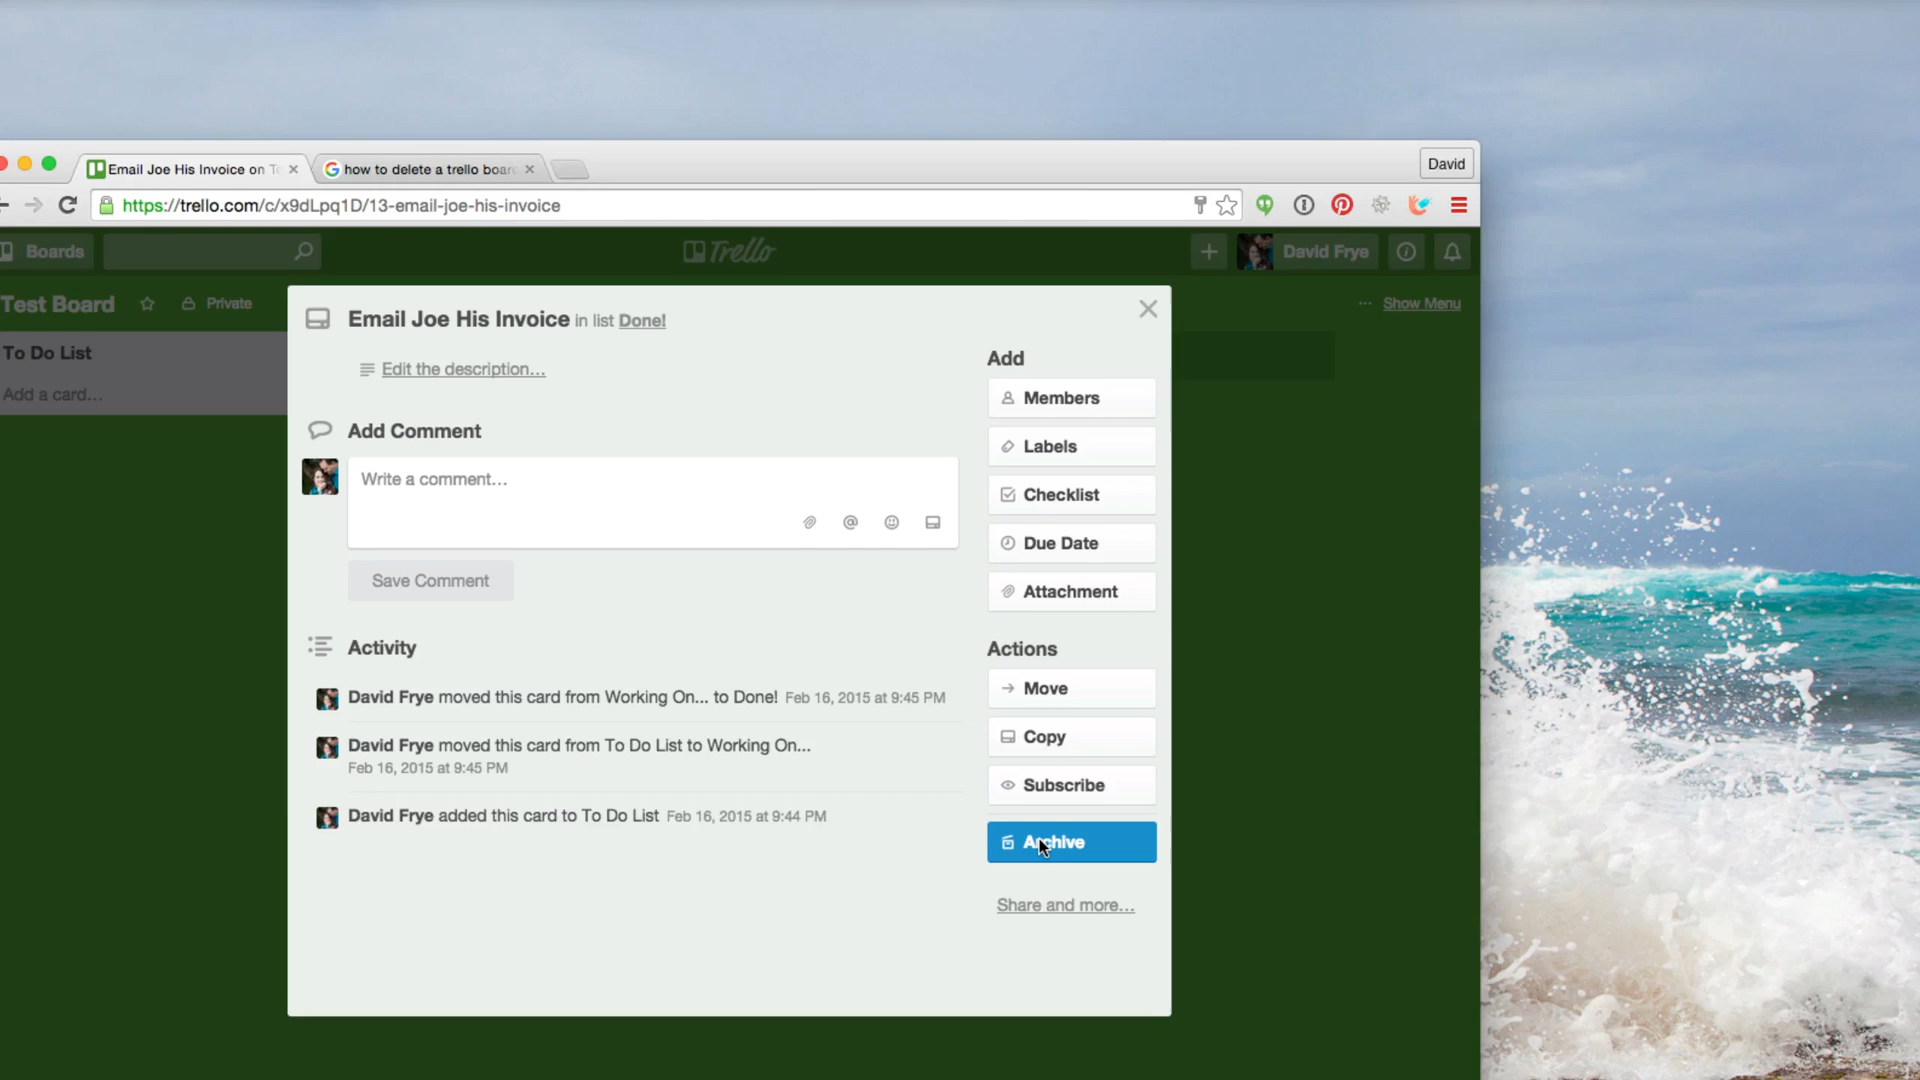 Email Joe His Invoice on T
how to delete a trello boar
David
https://trello.com/c/x9dLpq1D/13-email-joe-his-invoice
Boards
Trello
David Frye
Test Board
Private
Show Menu
To Do List
Add a card...
Email Joe His Invoice in list Done!
Edit the description...
Add Comment
Write a comment...
Save Comment
Activity
David Frye moved this card from Working On... to Done! Feb 16, 2015 at 9:45 PM
David Frye moved this card from To Do List to Working On...
Feb 16, 2015 at 9:45 PM
David Frye added this card to To Do List Feb 16, 2015 at 9:44 PM
Add
Members
Labels
Checklist
Due Date
Attachment
Actions
Move
Copy
Subscribe
Archive
Share and more...